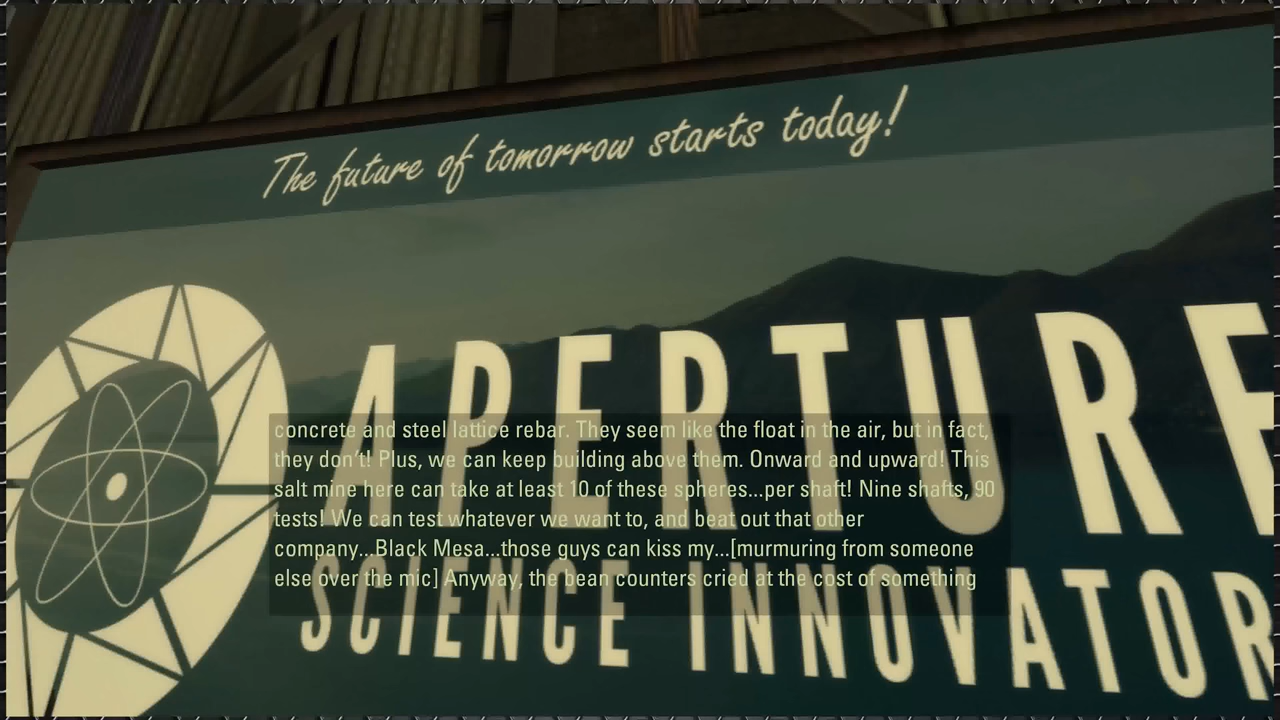 The future of tomorrow starts today!
APERTURE
SCIENCE INNOVATOR
concrete and steel lattice rebar. They seem like the float in the air, but in fact,
they don't! Plus, we can keep building above them. Onward and upward! This
salt mine here can take at least 10 of these spheres...per shaft! Nine shafts, 90
tests! We can test whatever we want to, and beat out that other
company...Black Mesa...those guys can kiss my...[murmuring from someone
else over the mic] Anyway, the bean counters cried at the cost of something